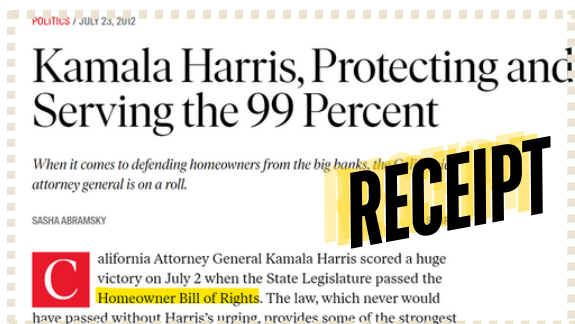 POLITICS / JULY 23, 2012
Kamala Harris, Protecting and
Serving the 99 Percent
When it comes to defending homeowners from the big banks, the
attorney general is on a roll.
RECEIPT
SASHA ABRAMSKY
California Attorney General Kamala Harris scored a huge
victory on July 2 when the State Legislature passed the
Homeowner Bill of Rights. The law, which never would
have passed without Harris's urging, provides some of the strongest